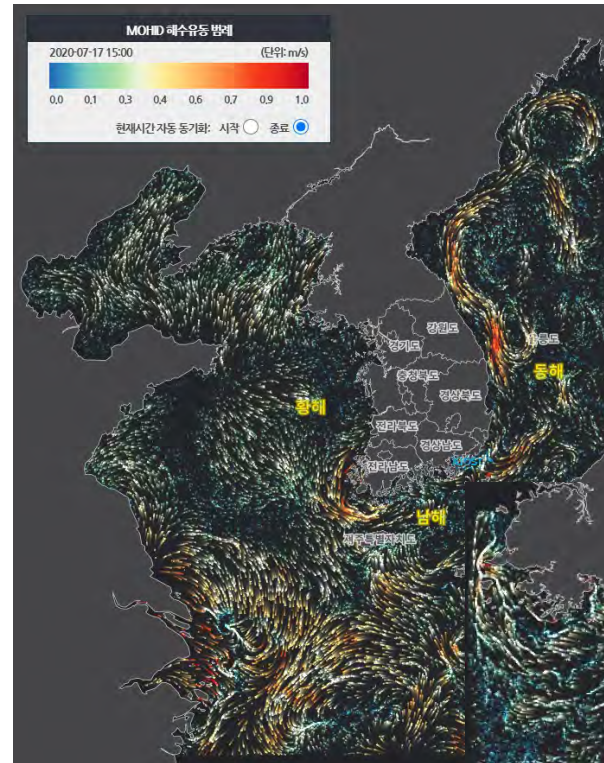 MOHID 해수유동 범례
2020-07-17 15:00 (단위: m/s)
0.0 0.1 0.3 0.4 0.6 0.7 0.9 1.0
현재시간 자동 동기화: 시작 종료
강원도
경기도
충청북도
동해
경상북도
황해
전라북도
경상남도
전라남도
남해
제주특별자치도